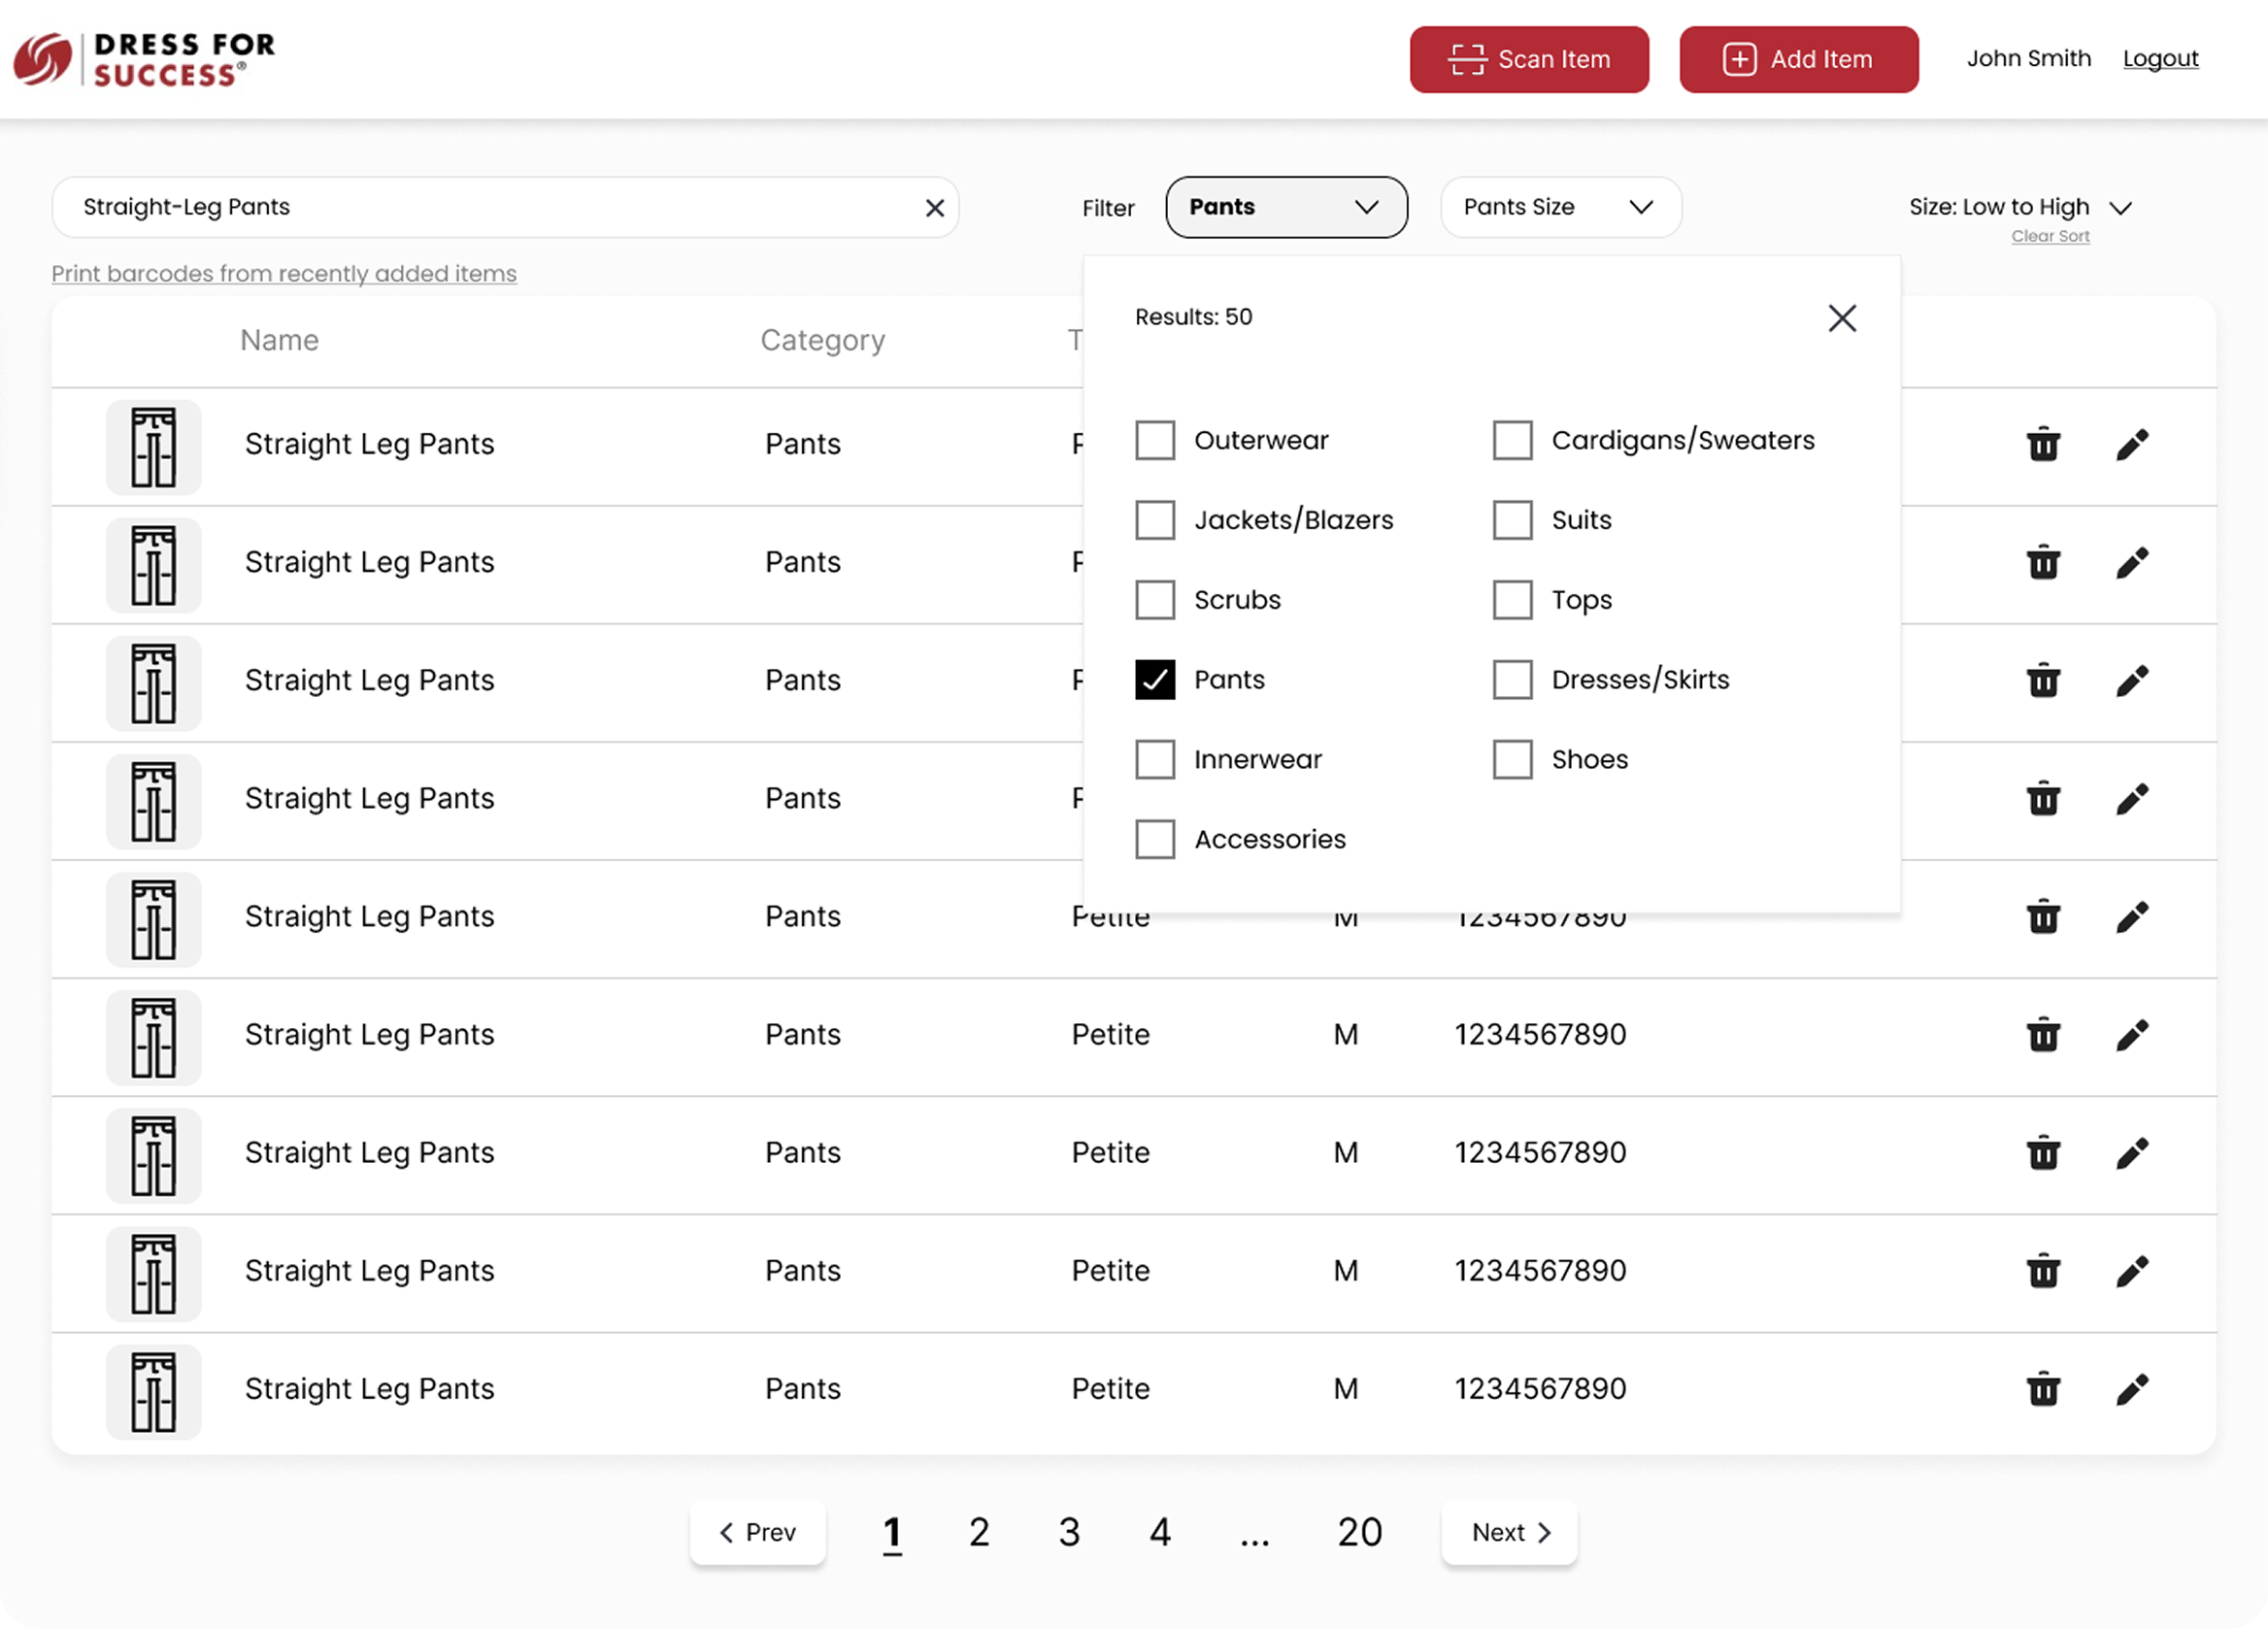 DRESS FOR
SUCCESS®
Scan Item
Add Item
John Smith
Logout
Straight-Leg Pants
Filter
Pants
Pants Size
Size: Low to High
Clear Sort
Print barcodes from recently added items
Results: 50
Outerwear
Cardigans/Sweaters
Jackets/Blazers
Suits
Scrubs
Tops
Pants
Dresses/Skirts
Innerwear
Shoes
Accessories
Name Category
Straight Leg Pants Pants
Straight Leg Pants Pants
Straight Leg Pants Pants
Straight Leg Pants Pants
Straight Leg Pants Pants Petite M 1234567890
Straight Leg Pants Pants Petite M 1234567890
Straight Leg Pants Pants Petite M 1234567890
Straight Leg Pants Pants Petite M 1234567890
Straight Leg Pants Pants Petite M 1234567890
Prev 1 2 3 4 ... 20 Next